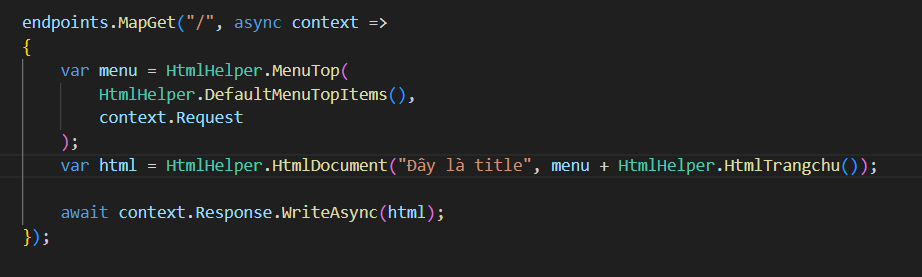 endpoints.MapGet("/", async context =>
{
    var menu = HtmlHelper.MenuTop(
        HtmlHelper.DefaultMenuTopItems(),
        context.Request
    );
    var html = HtmlHelper.HtmlDocument("Đây là title", menu + HtmlHelper.HtmlTrangchu());
    await context.Response.WriteAsync(html);
});